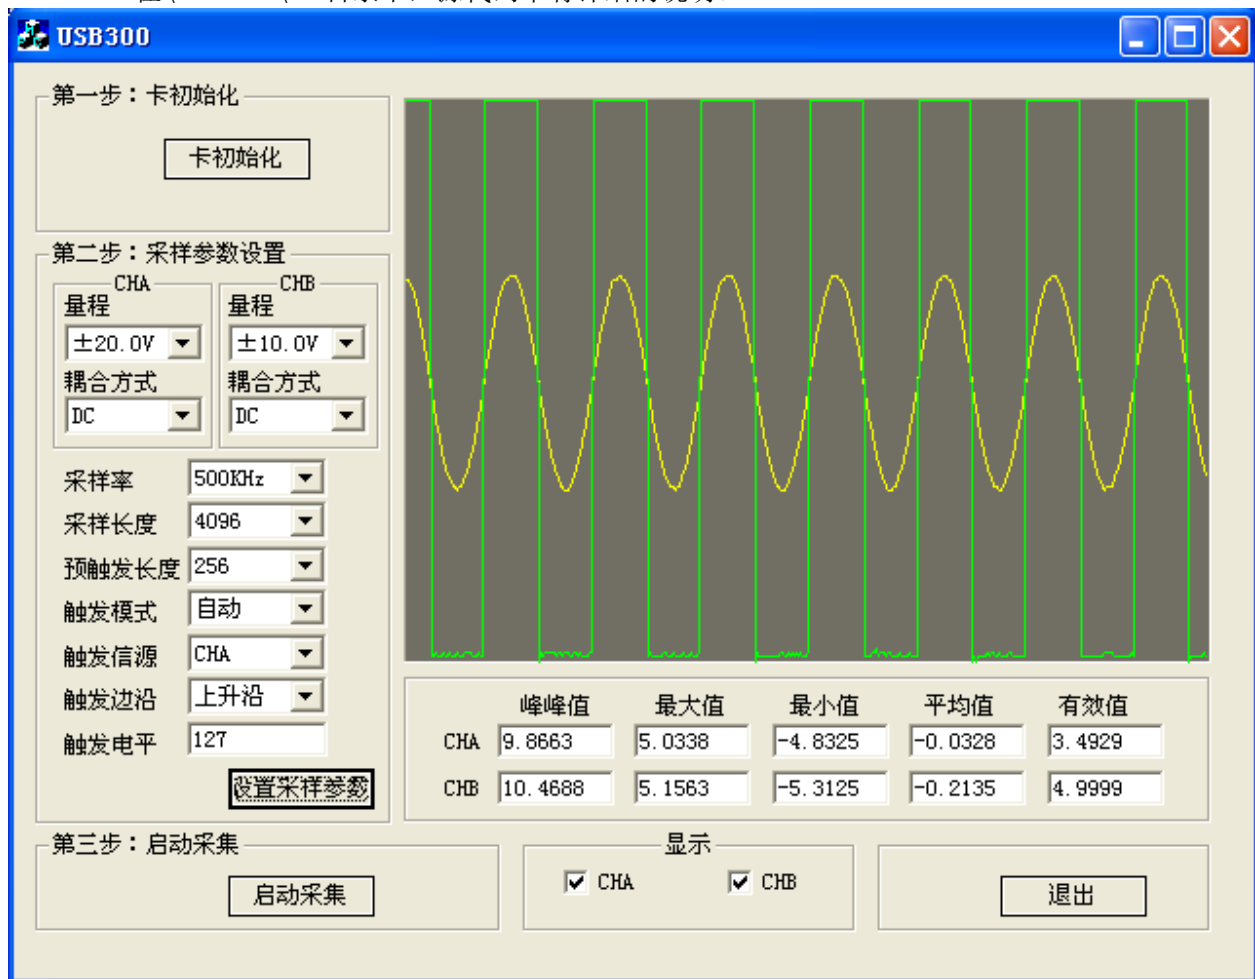 USB300
第一步：卡初始化
卡初始化
第二步：采样参数设置
CHA
CHB
量程
量程
±20.0V
±10.0V
耦合方式
耦合方式
DC
DC
采样率 500KHz
采样长度 4096
预触发长度 256
触发模式 自动
触发信源 CHA
触发边沿 上升沿
触发电平 127
设置采样参数
峰峰值 最大值 最小值 平均值 有效值
CHA 9.8663 5.0338 -4.8325 -0.0328 3.4929
CHB 10.4688 5.1563 -5.3125 -0.2135 4.9999
第三步：启动采集
启动采集
显示
CHA
CHB
退出